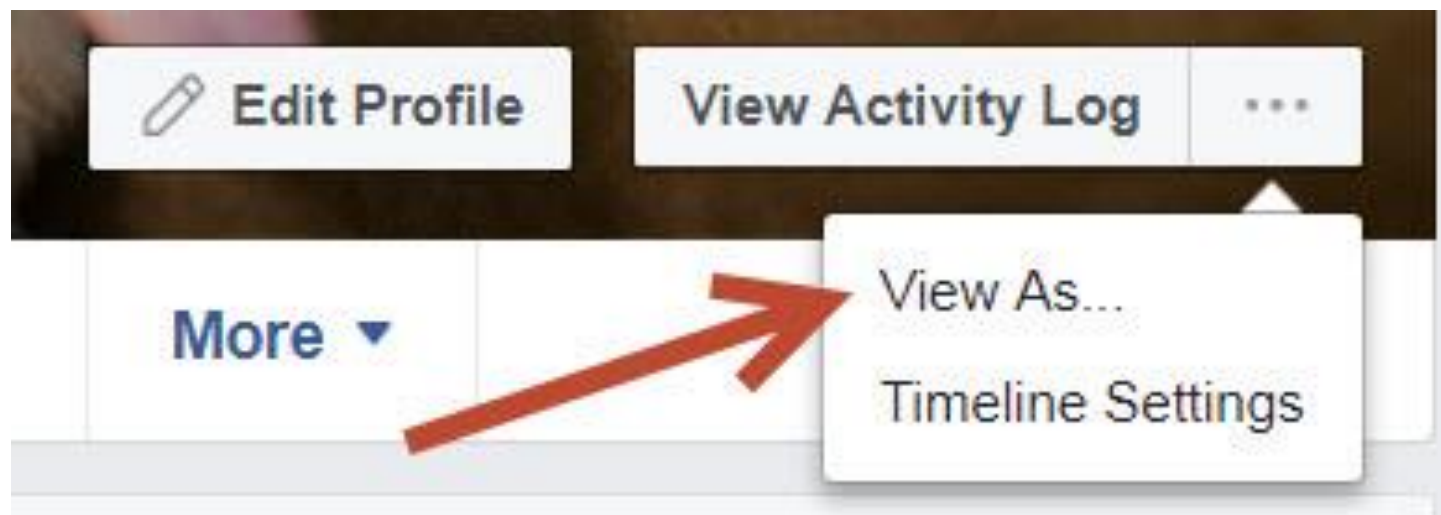 Edit Profile
View Activity Log ...
More
View As...
Timeline Settings